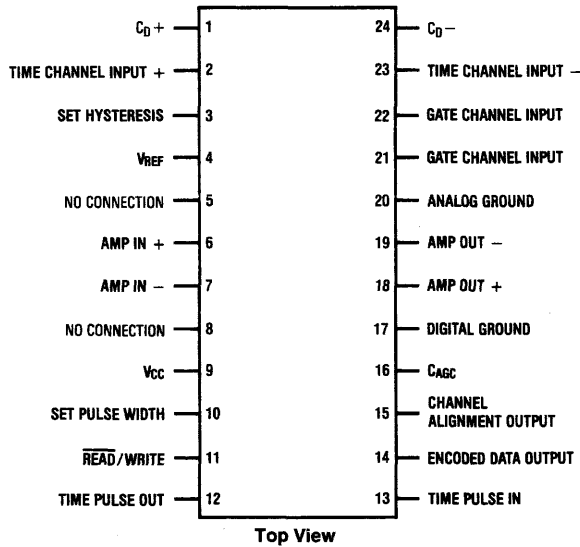 C_D + 1 24 C_D −
TIME CHANNEL INPUT + 2 23 TIME CHANNEL INPUT −
SET HYSTERESIS 3 22 GATE CHANNEL INPUT
V_REF 4 21 GATE CHANNEL INPUT
NO CONNECTION 5 20 ANALOG GROUND
AMP IN + 6 19 AMP OUT −
AMP IN − 7 18 AMP OUT +
NO CONNECTION 8 17 DIGITAL GROUND
V_CC 9 16 C_AGC
SET PULSE WIDTH 10 15 CHANNEL
ALIGNMENT OUTPUT
R̅E̅A̅D̅/WRITE 11 14 ENCODED DATA OUTPUT
TIME PULSE OUT 12 13 TIME PULSE IN
Top View